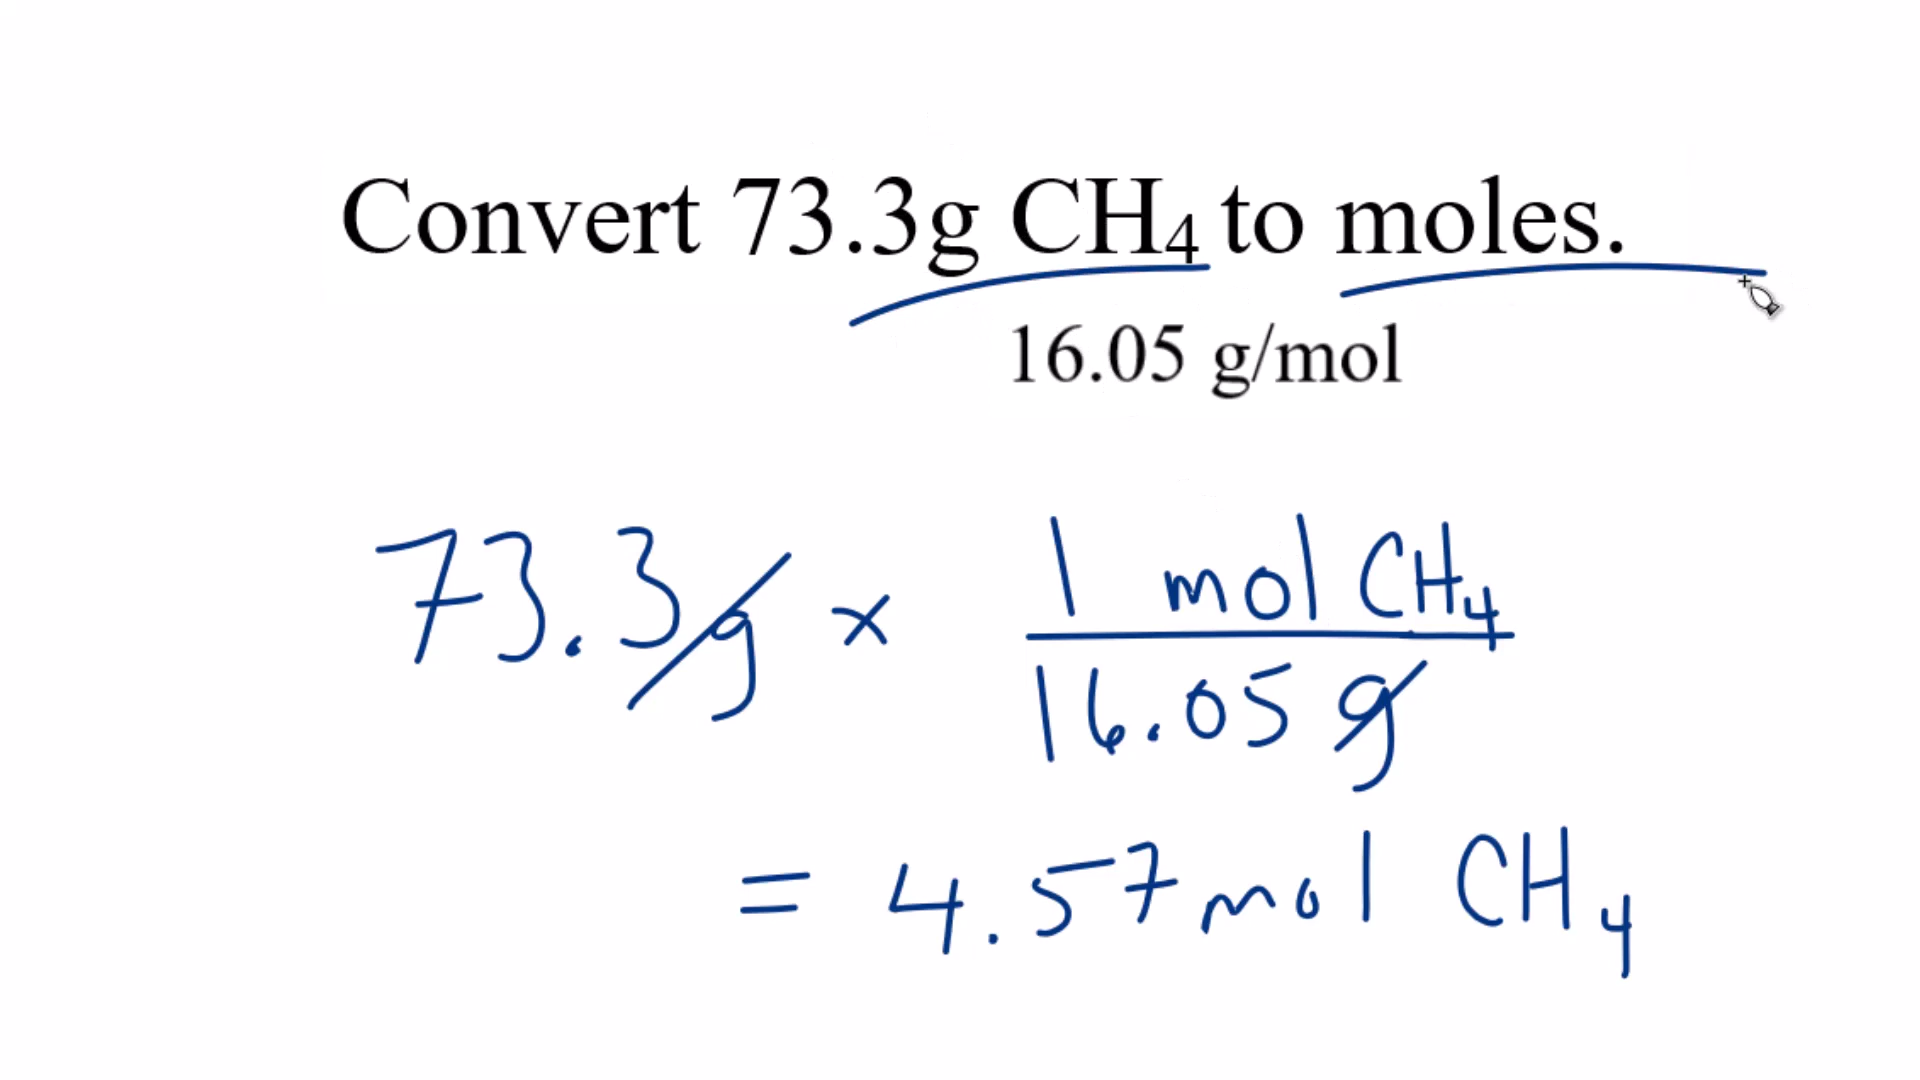 Convert 73.3g CH₄ to moles.
16.05 g/mol
73.3g × 1 mol CH₄
16.05 g
= 4.57 mol CH₄